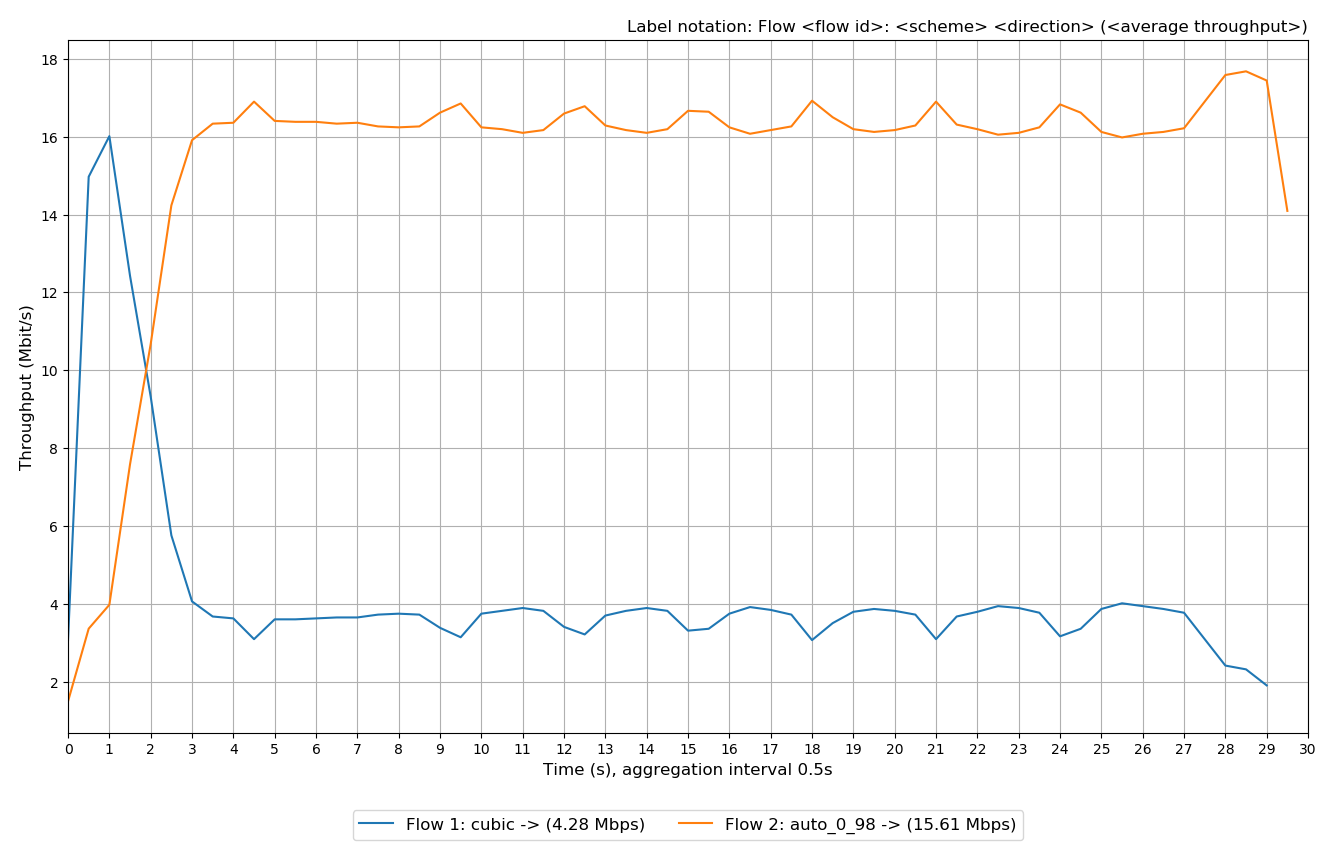 Label notation: Flow <flow id>: <scheme> <direction> (<average throughput>)
18
16
14
12
10
8
6
4
2
Throughput (Mbit/s)
0 1 2 3 4 5 6 7 8 9 10 11 12 13 14 15 16 17 18 19 20 21 22 23 24 25 26 27 28 29 30
Time (s), aggregation interval 0.5s
Flow 1: cubic -> (4.28 Mbps) Flow 2: auto_0_98 -> (15.61 Mbps)